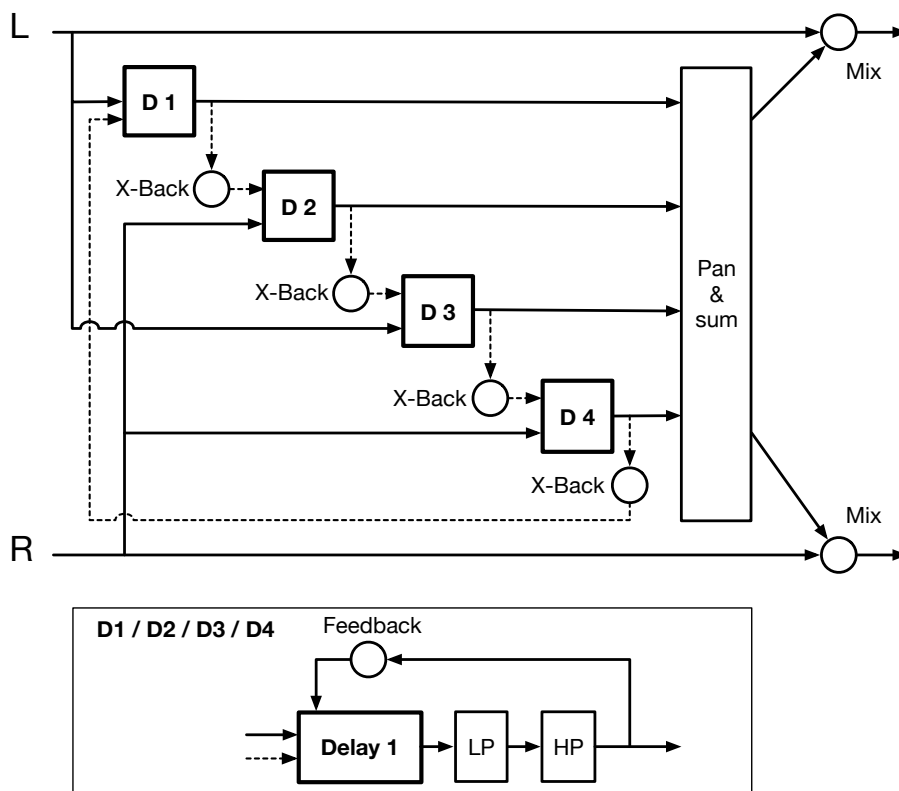 L
Mix
D 1
X-Back
D 2
Pan
&
sum
X-Back
D 3
X-Back
D 4
X-Back
Mix
R
D1 / D2 / D3 / D4
Feedback
Delay 1
LP
HP